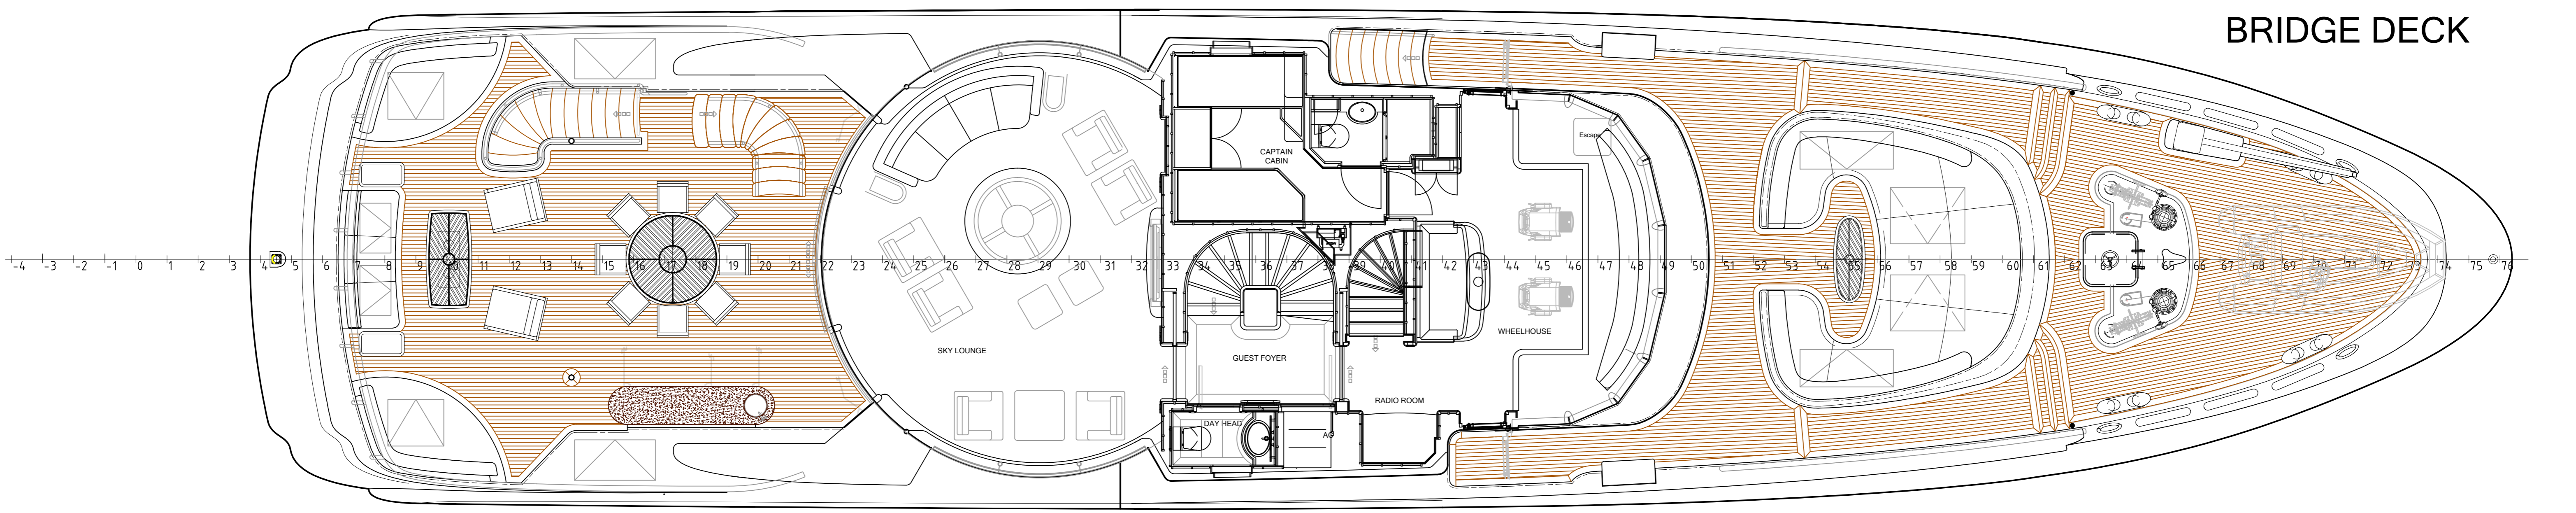 BRIDGE DECK
Escape
CAPTAIN
CABIN
-4 -3 -2 -1 0 1 2 3 4 5 6 7 8 9 10 11 12 13 14 15 16 17 18 19 20 21 22 23 24 25 26 27 28 29 30 31 32 33 34 35 36 37 38 39 40 41 42 43 44 45 46 47 48 49 50 51 52 53 54 55 56 57 58 59 60 61 62 63 64 65 66 67 68 69 70 71 72 73 74 75 76
WHEELHOUSE
SKY LOUNGE
GUEST FOYER
RADIO ROOM
DAY HEAD
AC